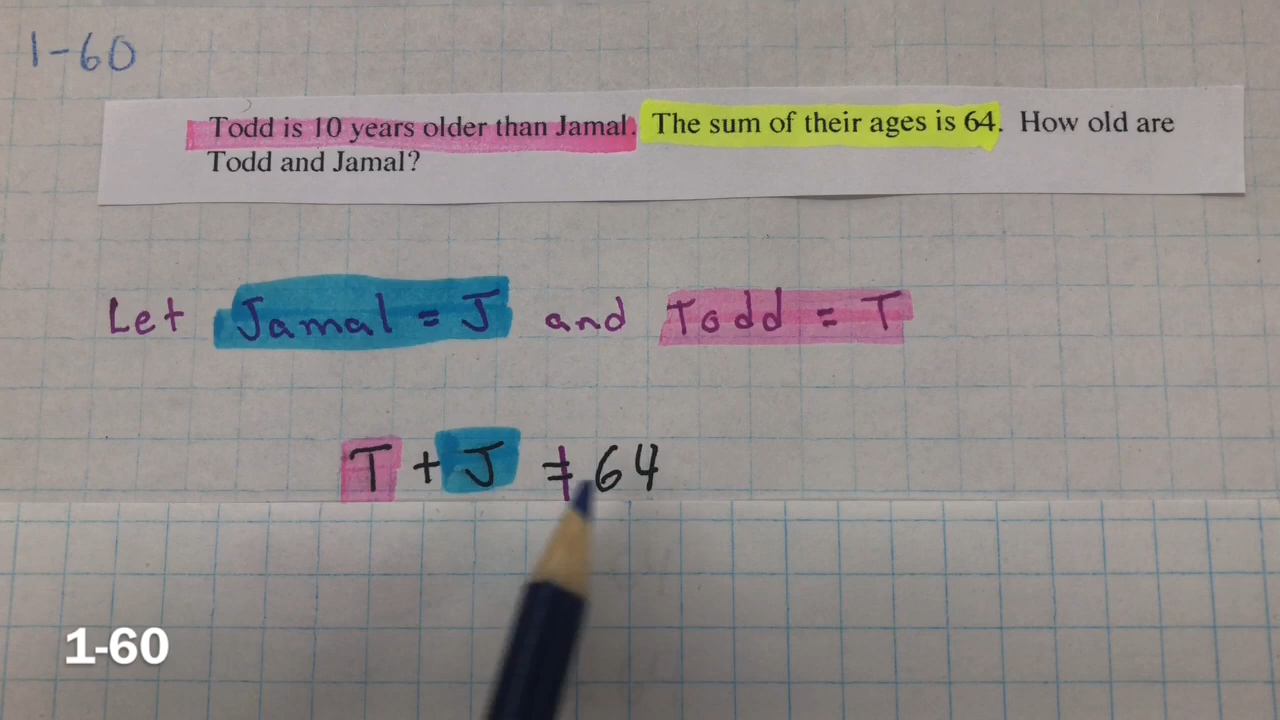 1-60
Todd is 10 years older than Jamal. The sum of their ages is 64. How old are
Todd and Jamal?
Let Jamal = J and Todd = T
T + J = 64
1-60